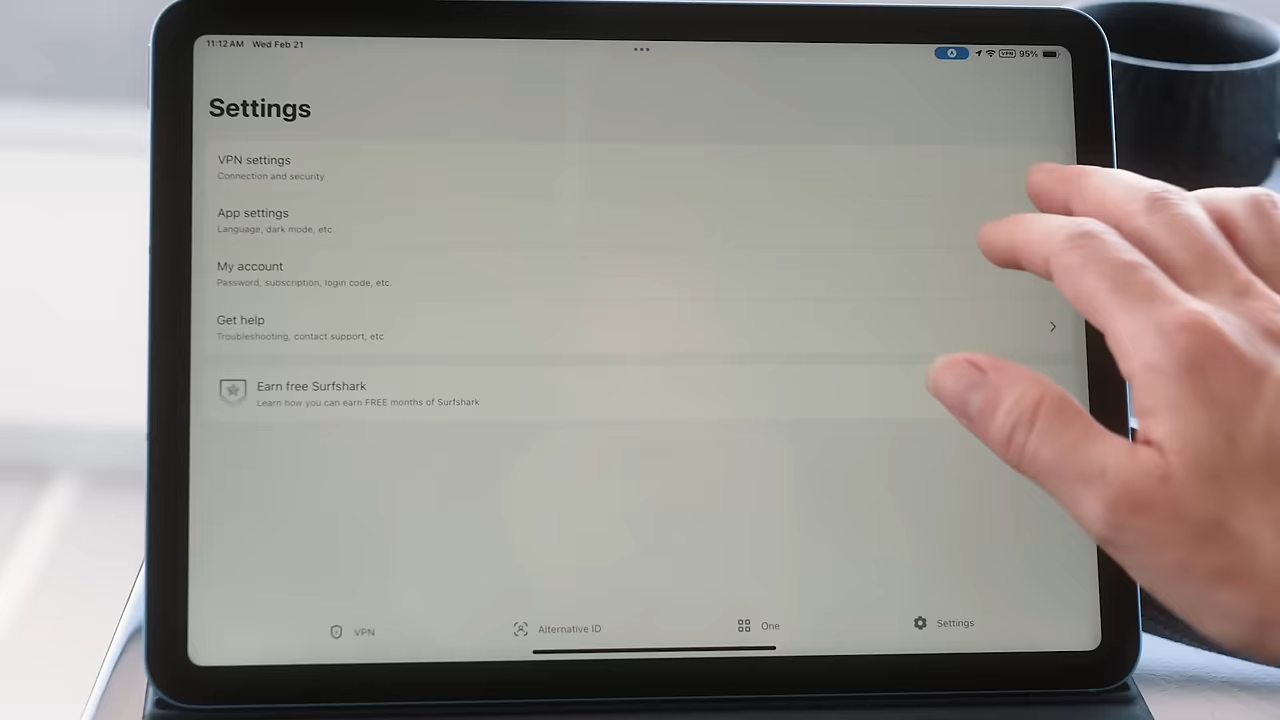 11:12 AM Wed Feb 21
VPN 95%
Settings
VPN settings
Connection and security
App settings
Language, dark mode, etc.
My account
Password, subscription, login code, etc.
Get help
Troubleshooting, contact support, etc
Earn free Surfshark
Learn how you can earn FREE months of Surfshark
VPN
Alternative ID
One
Settings